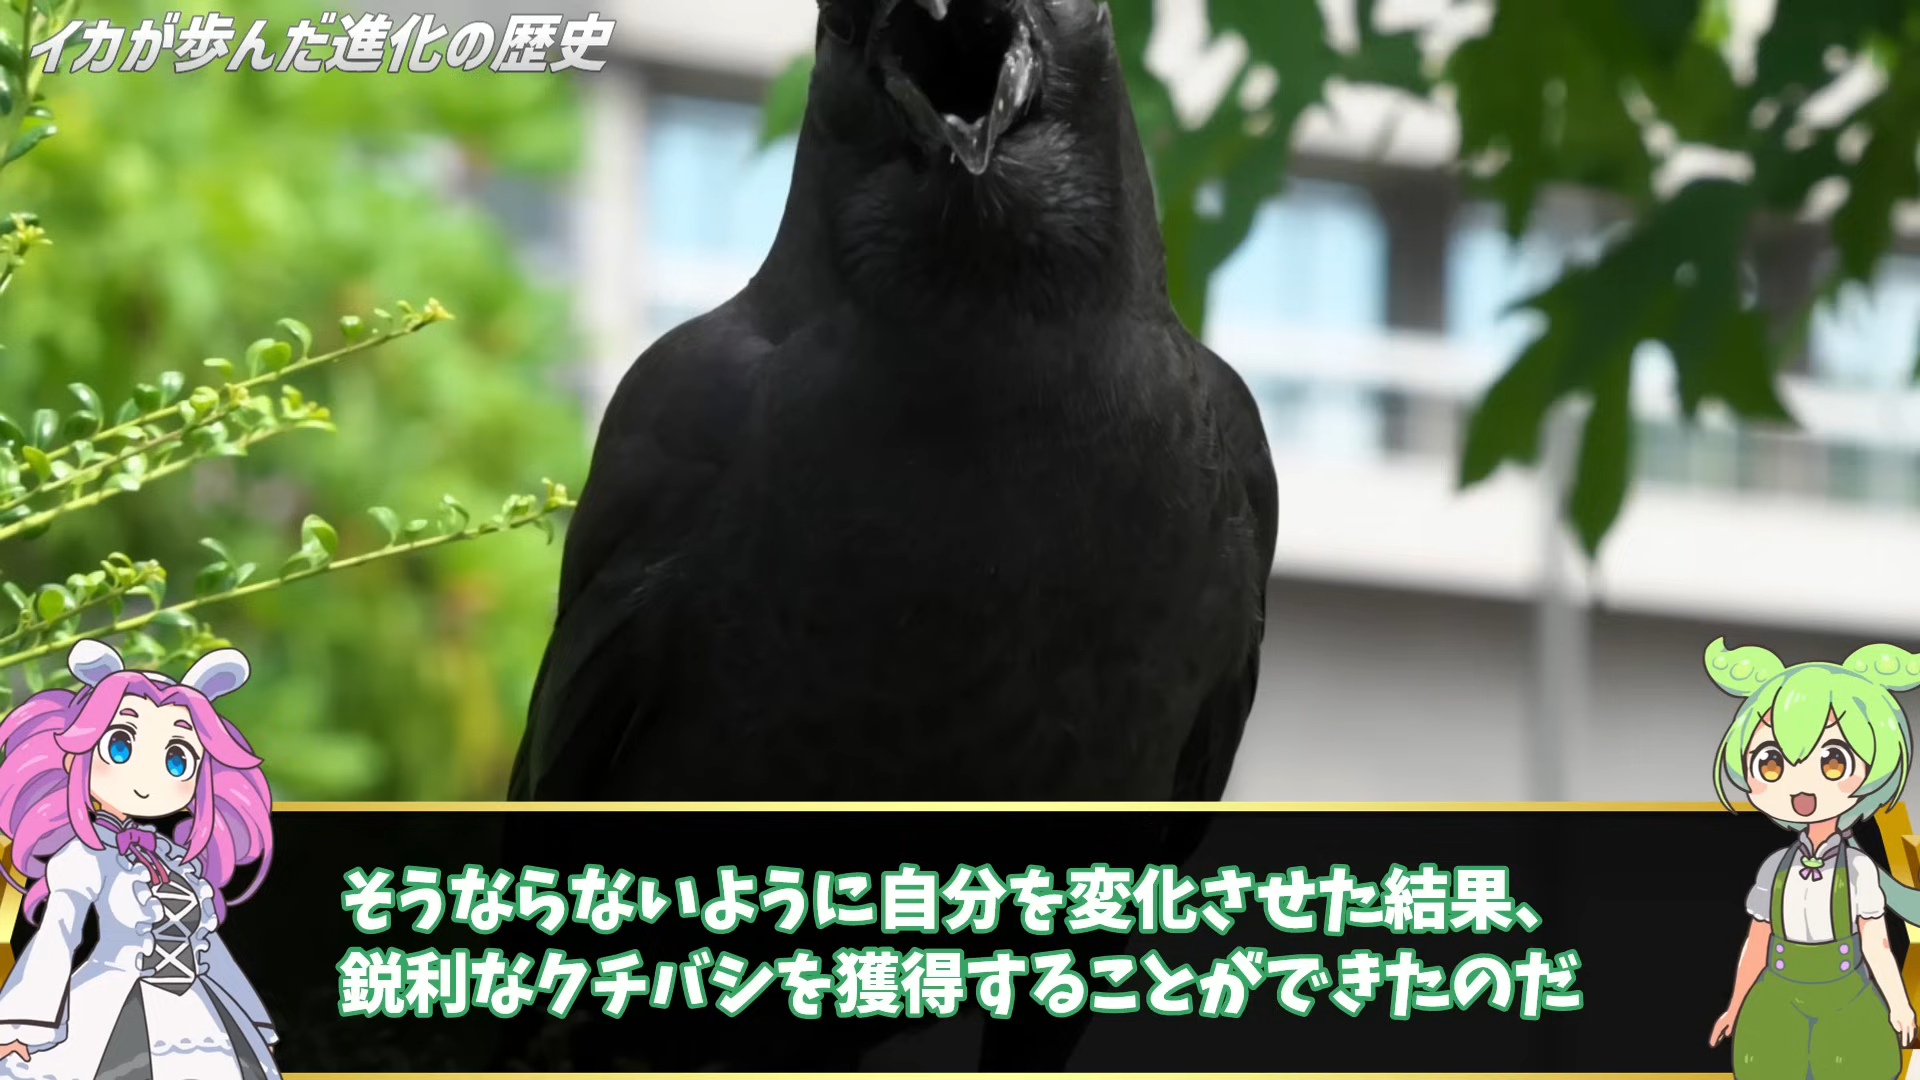 イカが歩んだ進化の歴史
そうならないように自分を変化させた結果、
鋭利なクチバシを獲得することができたのだ